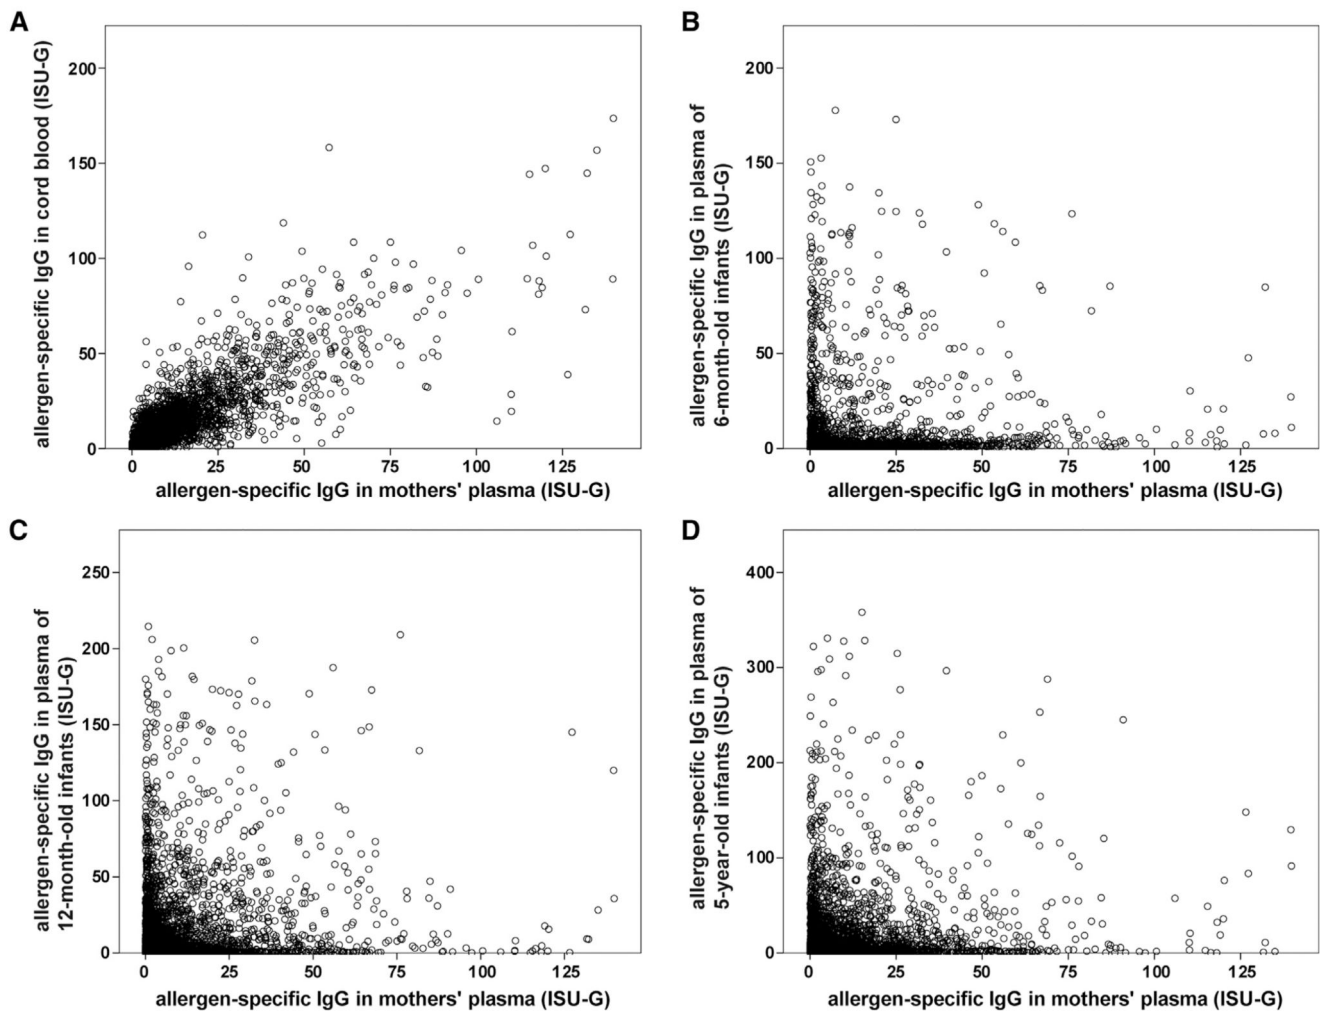 A
allergen-specific IgG in cord blood (ISU-G)
200
150
100
50
0
0 25 50 75 100 125
allergen-specific IgG in mothers' plasma (ISU-G)
B
allergen-specific IgG in plasma of
6-month-old infants (ISU-G)
200
150
100
50
0
0 25 50 75 100 125
allergen-specific IgG in mothers' plasma (ISU-G)
C
allergen-specific IgG in plasma of
12-month-old infants (ISU-G)
250
200
150
100
50
0
0 25 50 75 100 125
allergen-specific IgG in mothers' plasma (ISU-G)
D
allergen-specific IgG in plasma of
5-year-old infants (ISU-G)
400
300
200
100
0
0 25 50 75 100 125
allergen-specific IgG in mothers' plasma (ISU-G)